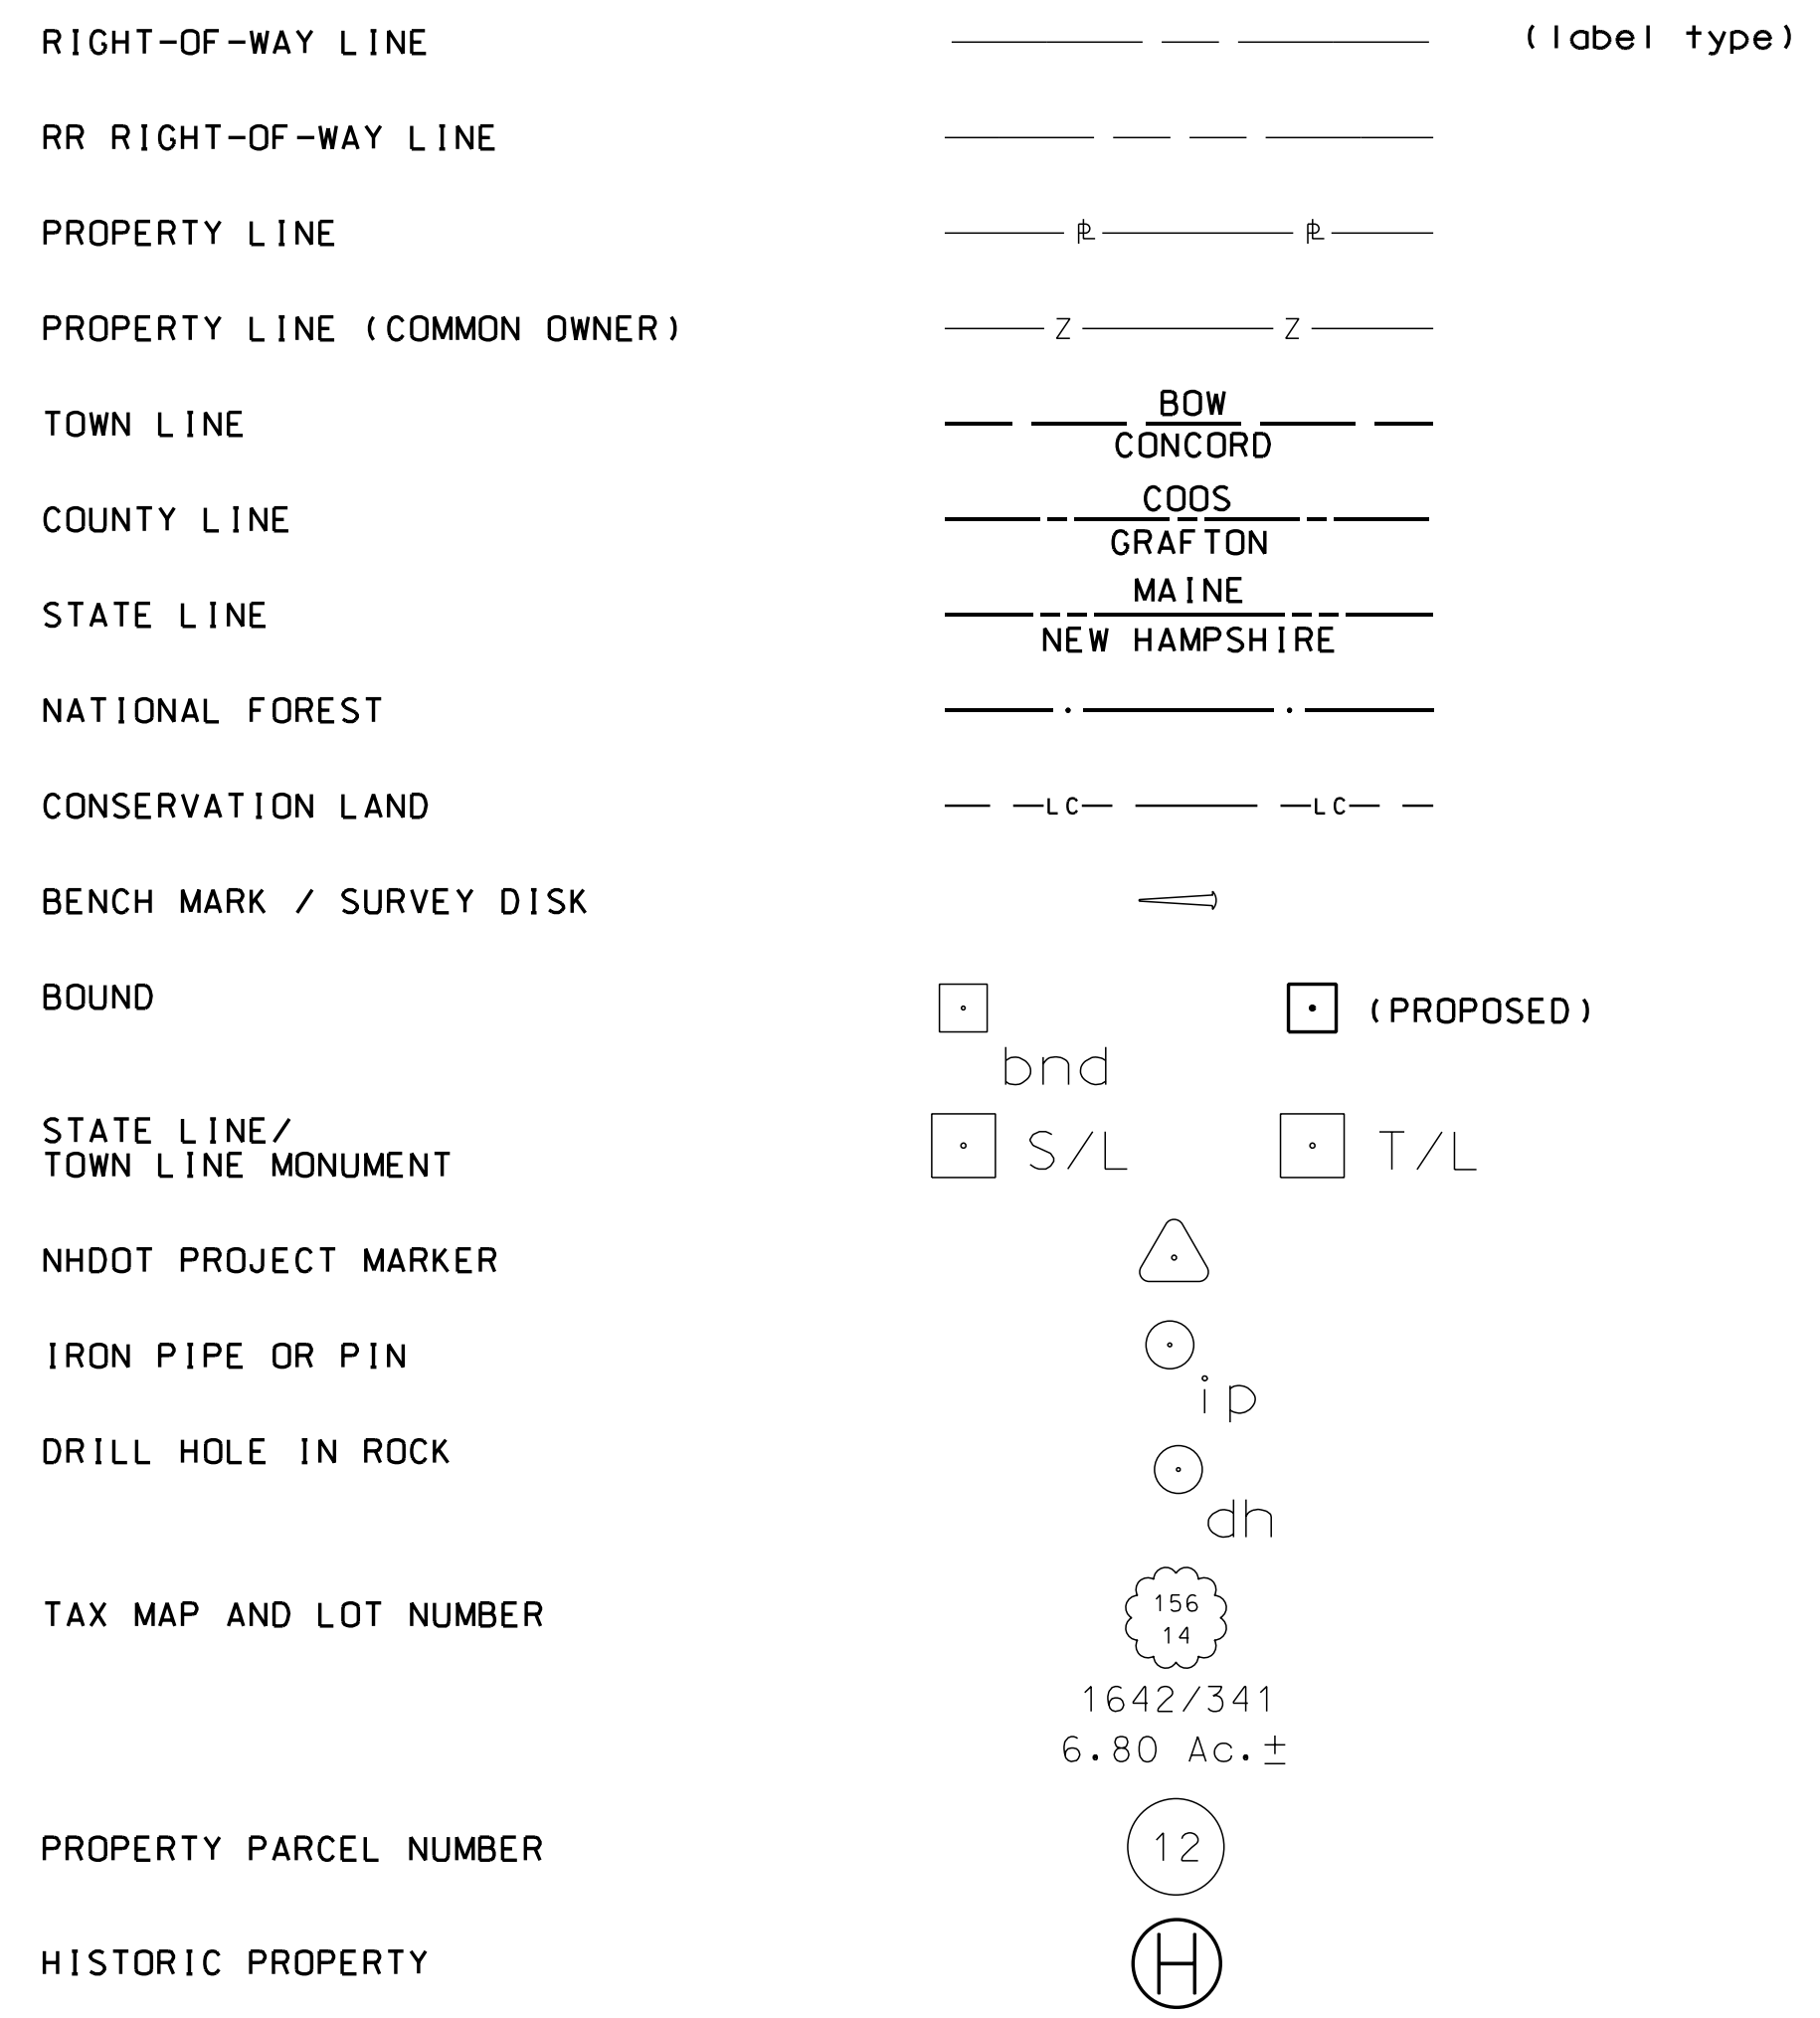 RIGHT-OF-WAY LINE (label type)
RR RIGHT-OF-WAY LINE
PROPERTY LINE ⅊ ⅊
PROPERTY LINE (COMMON OWNER) Z Z
BOW
TOWN LINE
CONCORD
COOS
COUNTY LINE
GRAFTON
MAINE
STATE LINE
NEW HAMPSHIRE
NATIONAL FOREST
CONSERVATION LAND LC LC
BENCH MARK / SURVEY DISK
BOUND (PROPOSED)
bnd
STATE LINE/
TOWN LINE MONUMENT S/L T/L
NHDOT PROJECT MARKER
IRON PIPE OR PIN
ip
DRILL HOLE IN ROCK
dh
156
TAX MAP AND LOT NUMBER
14
1642/341
6.80 Ac.±
PROPERTY PARCEL NUMBER 12
HISTORIC PROPERTY H